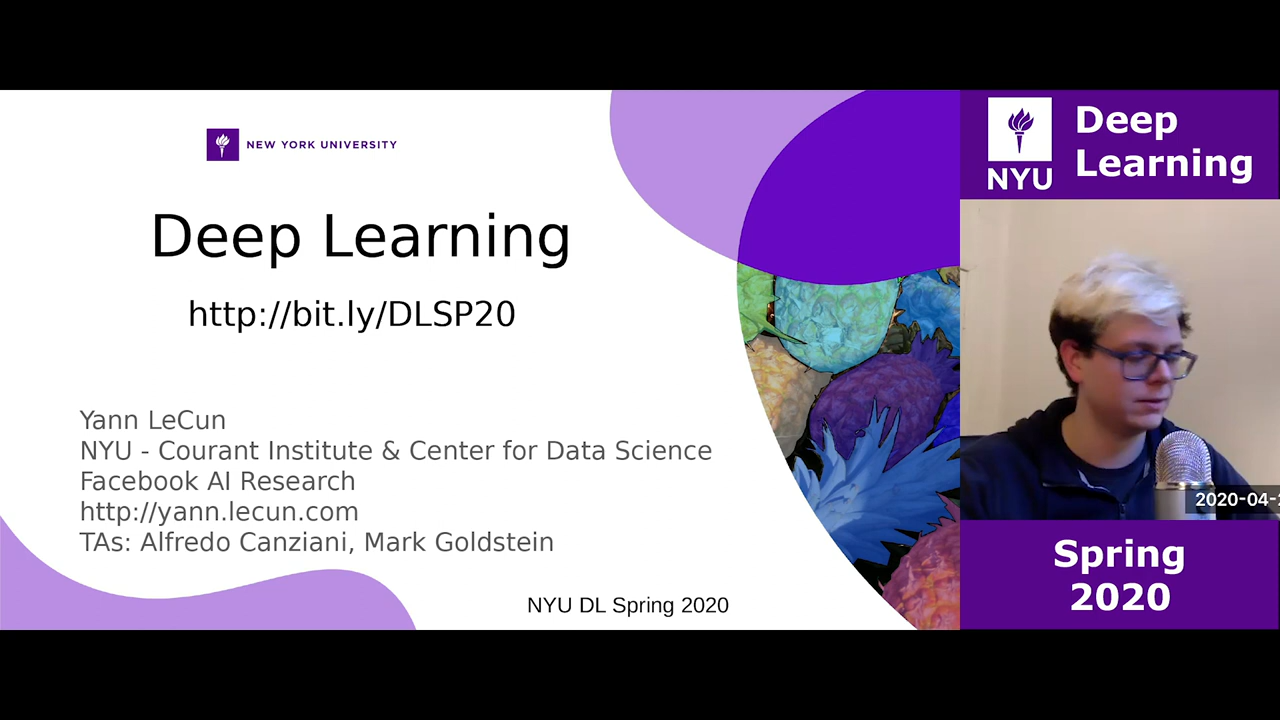 NEW YORK UNIVERSITY
Deep Learning
http://bit.ly/DLSP20
Yann LeCun
NYU - Courant Institute & Center for Data Science
Facebook AI Research
http://yann.lecun.com
TAs: Alfredo Canziani, Mark Goldstein
NYU DL Spring 2020
NYU
Deep
Learning
2020-04-
Spring
2020